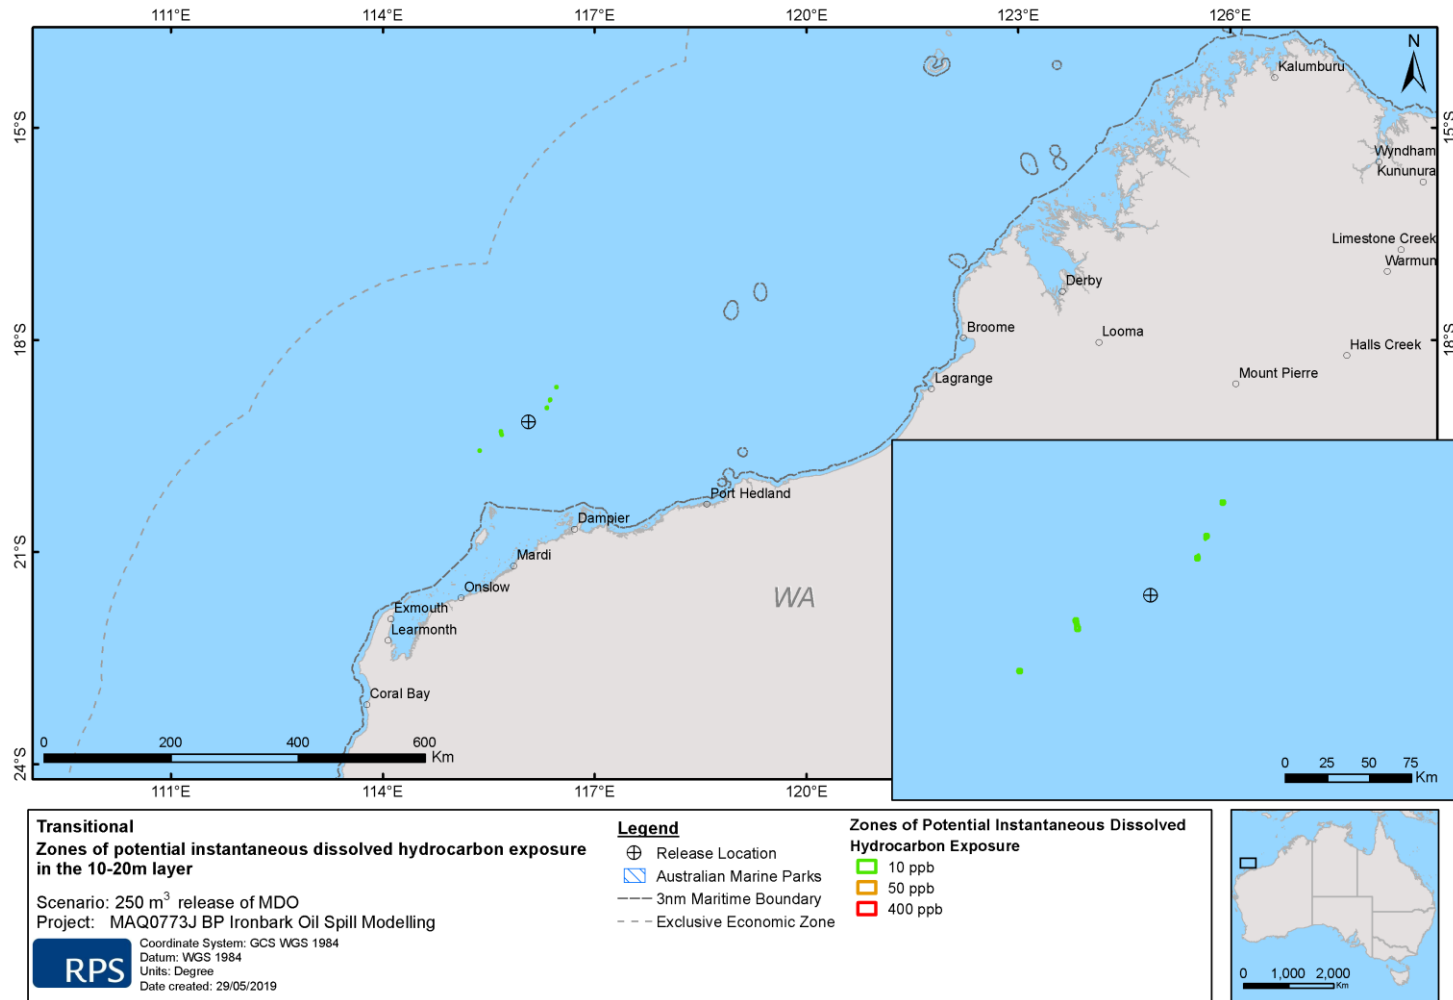 111°E 114°E 117°E 120°E 123°E 126°E
N
Kalumburu
15°S 15°S
Wyndham
Kununurra
Limestone Creek
Warmun
Derby
18°S 18°S
Broome
Looma
Halls Creek
Lagrange
Mount Pierre
Port Hedland
Dampier
21°S
Mardi
WA
Onslow
Exmouth
Learmonth
Coral Bay
0 200 400 600
Km
24°S
0 25 50 75
Km
111°E 114°E 117°E 120°E
Transitional
Zones of potential instantaneous dissolved hydrocarbon exposure
in the 10-20m layer
Scenario: 250 m³ release of MDO
Project: MAQ0773J BP Ironbark Oil Spill Modelling
RPS
Coordinate System: GCS WGS 1984
Datum: WGS 1984
Units: Degree
Date created: 29/05/2019
Legend
Release Location
Australian Marine Parks
3nm Maritime Boundary
Exclusive Economic Zone
Zones of Potential Instantaneous Dissolved
Hydrocarbon Exposure
10 ppb
50 ppb
400 ppb
0 1,000 2,000
Km